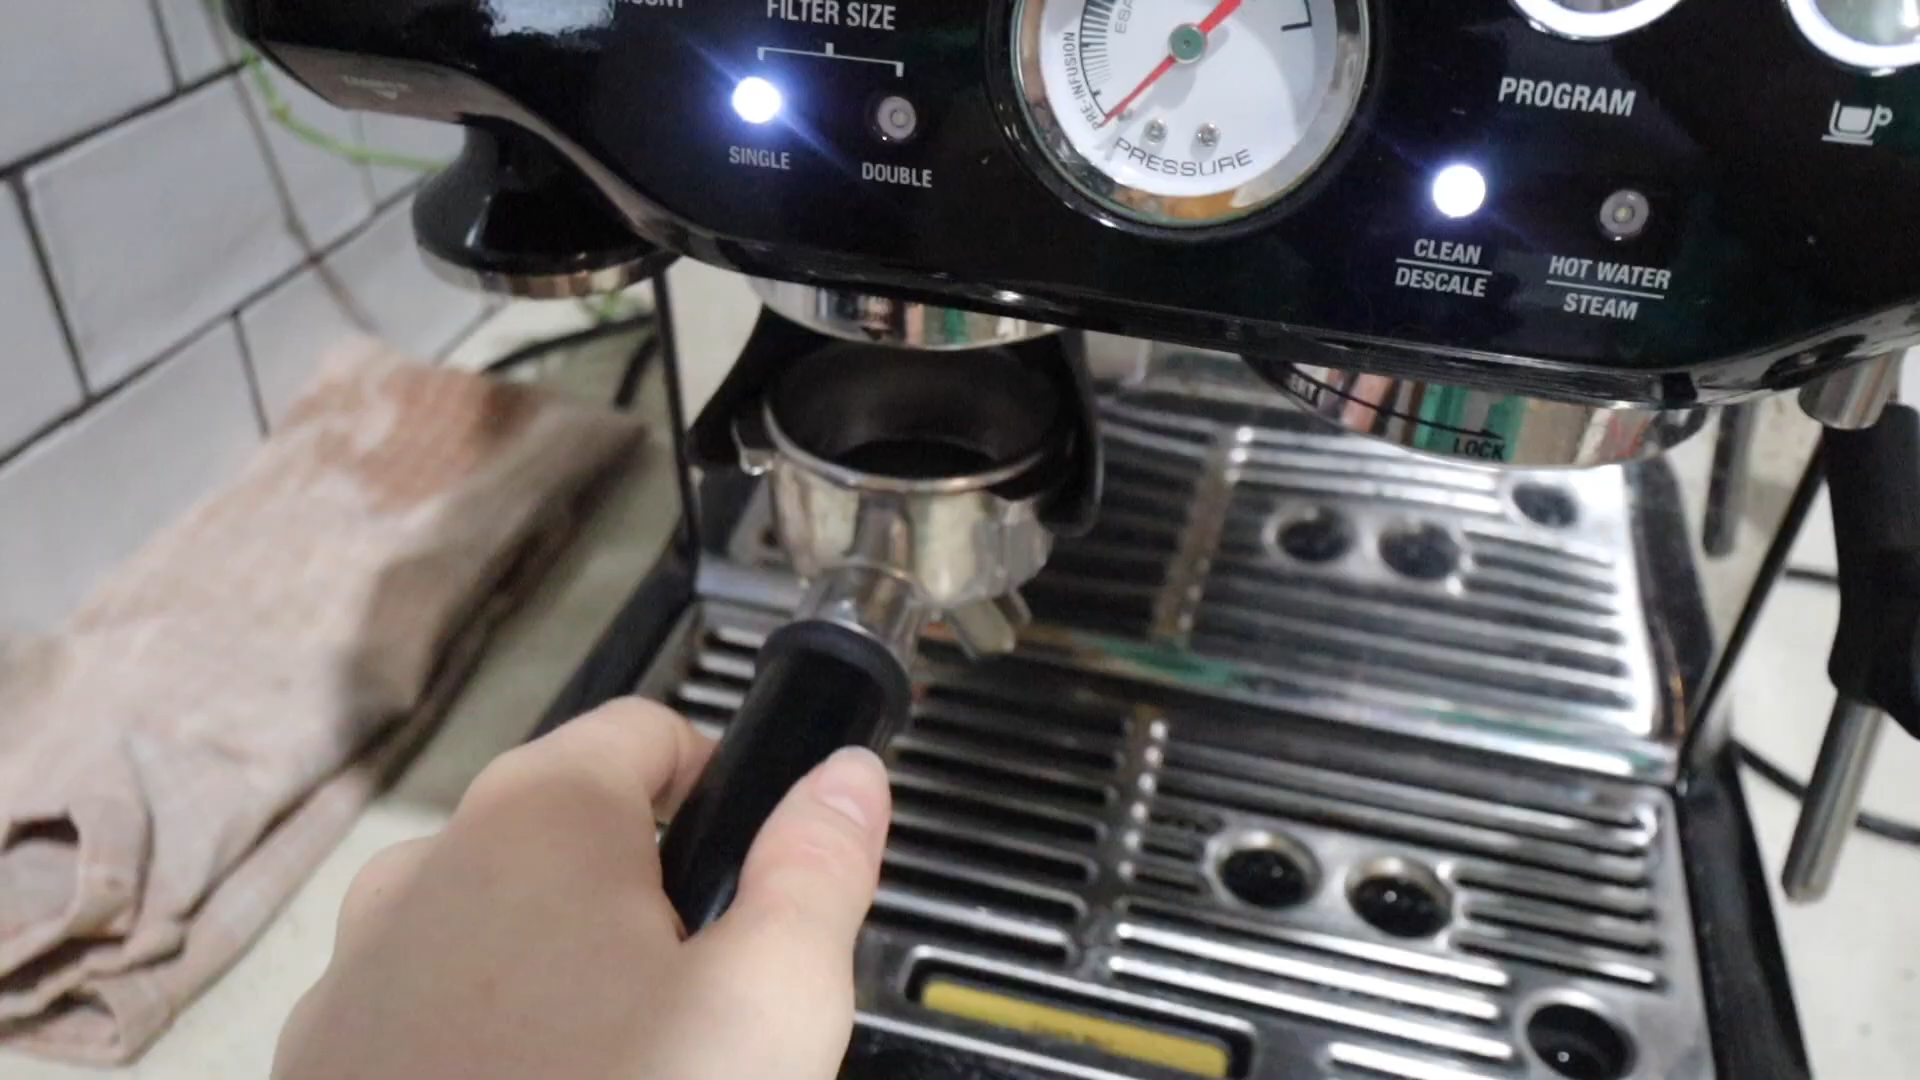 FILTER SIZE
SINGLE
DOUBLE
PRE-INFUSION
PRESSURE
PROGRAM
CLEAN
DESCALE
HOT WATER
STEAM
LOCK